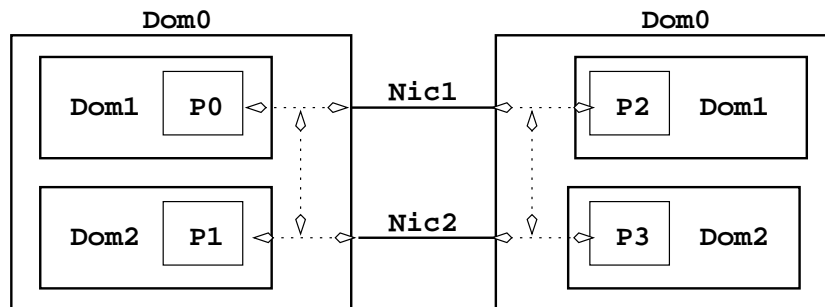 Dom0 Dom0
Dom1 P0 Nic1 P2 Dom1
Dom2 P1 Nic2 P3 Dom2